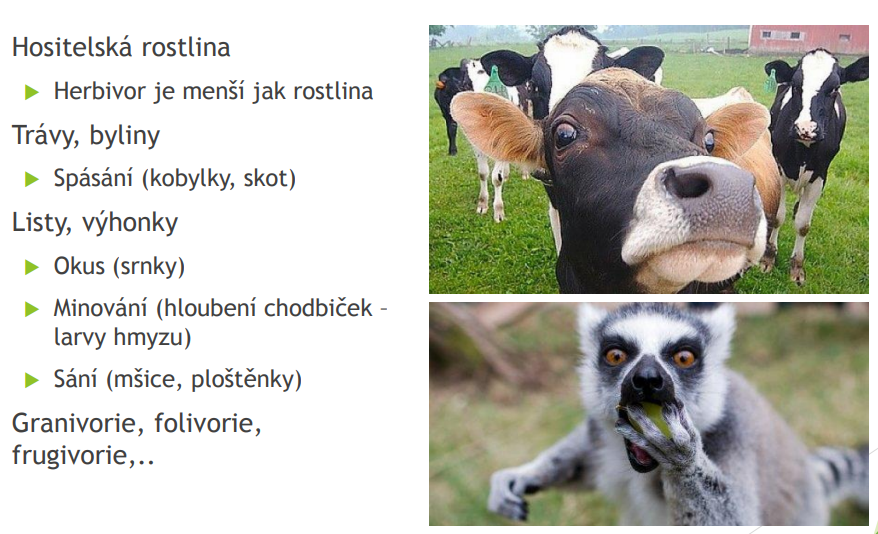 Hositelská rostlina
Herbivor je menší jak rostlina
Trávy, byliny
Spásání (kobylky, skot)
Listy, výhonky
Okus (srnky)
Minování (hloubení chodbiček –
larvy hmyzu)
Sání (mšice, ploštěnky)
Granivorie, folivorie,
frugivorie,..